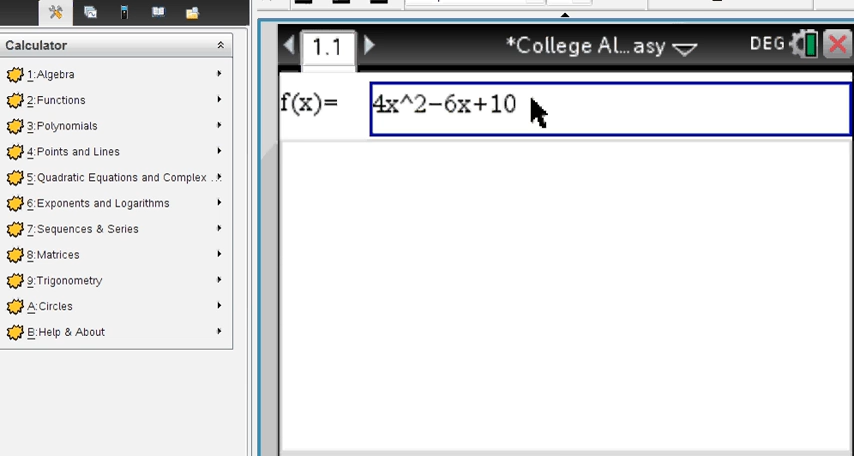 Calculator
1:Algebra
2:Functions
3:Polynomials
4:Points and Lines
5:Quadratic Equations and Complex ...
6:Exponents and Logarithms
7:Sequences & Series
8:Matrices
9:Trigonometry
A:Circles
B:Help & About
1.1
*College Al...asy
DEG
f(x)= 4x^2−6x+10